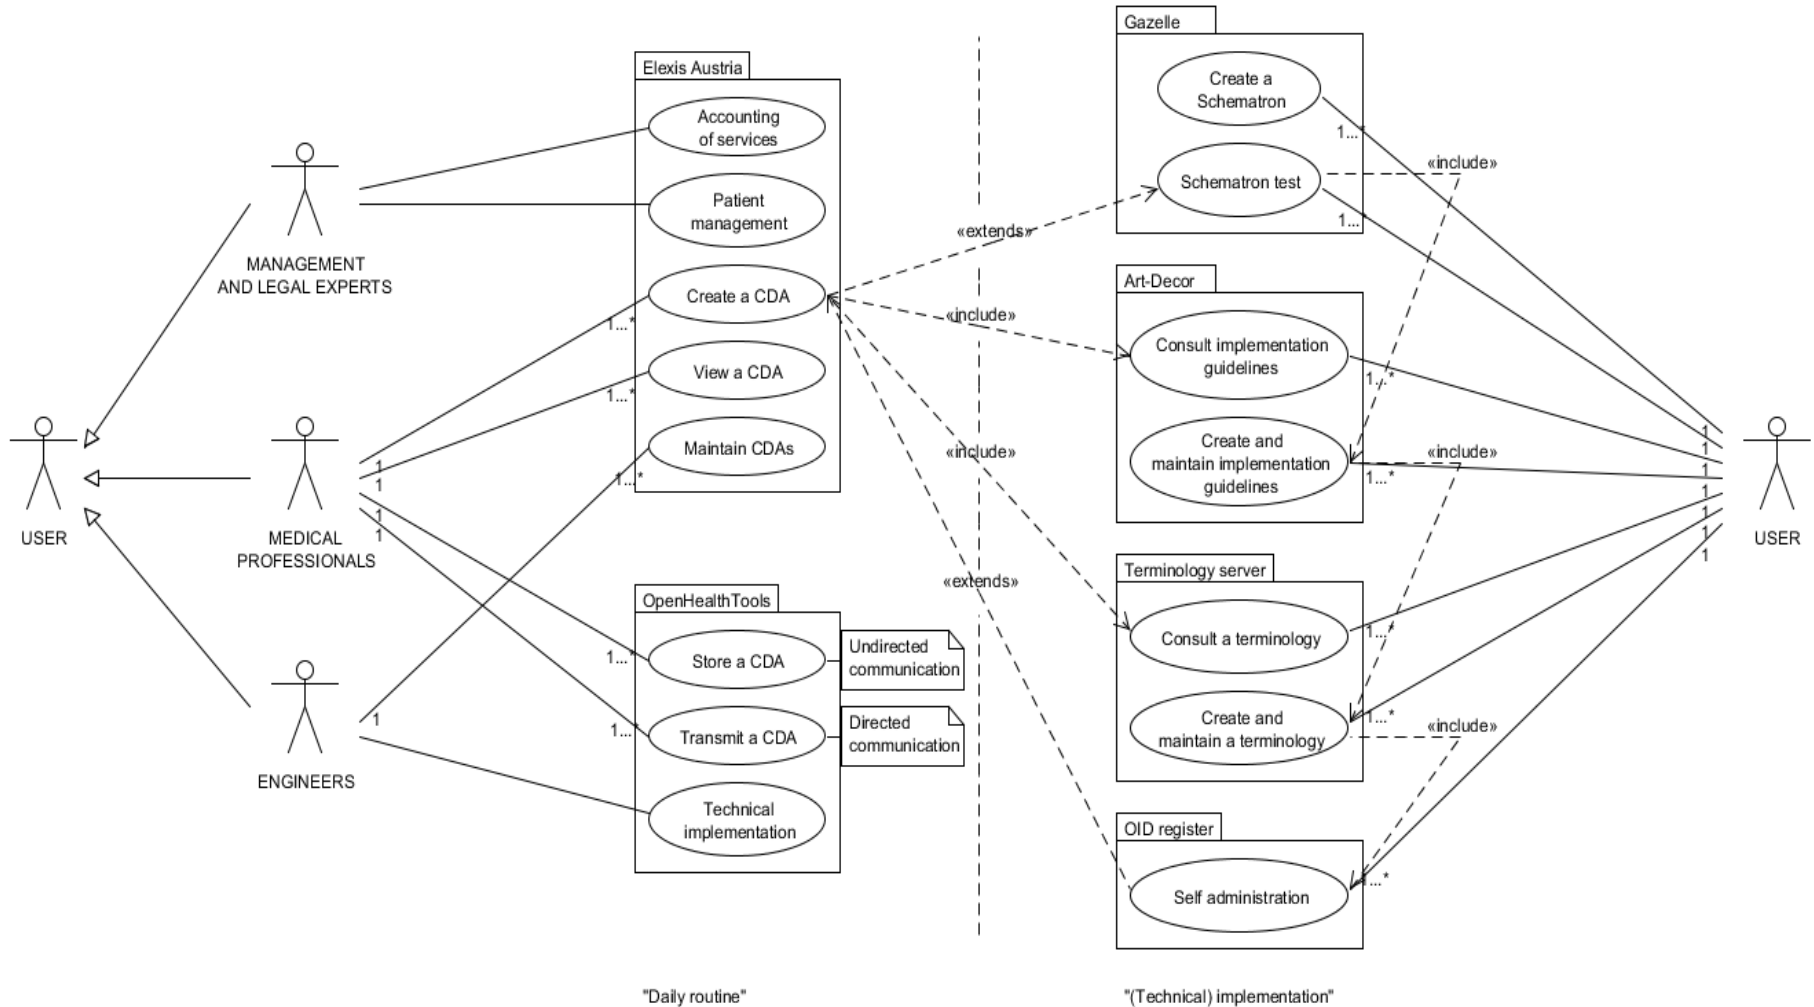 Elexis Austria
Accounting
of services
Patient
management
Create a CDA
View a CDA
Maintain CDAs
OpenHealthTools
Store a CDA
Transmit a CDA
Technical
implementation
Undirected
communication
Directed
communication
MANAGEMENT
AND LEGAL EXPERTS
USER
MEDICAL
PROFESSIONALS
ENGINEERS
1
1
1
1
1
1...*
1...*
1...*
1...*
1...*
«extends»
«include»
«include»
«extends»
Gazelle
Create a
Schematron
Schematron test
Art-Decor
Consult implementation
guidelines
Create and
maintain implementation
guidelines
Terminology server
Consult a terminology
Create and
maintain a terminology
OID register
Self administration
1...*
1...*
1...*
1...*
1...*
1...*
1...*
«include»
«include»
«include»
1
1
1
1
1
1
1
USER
"Daily routine"
"(Technical) implementation"